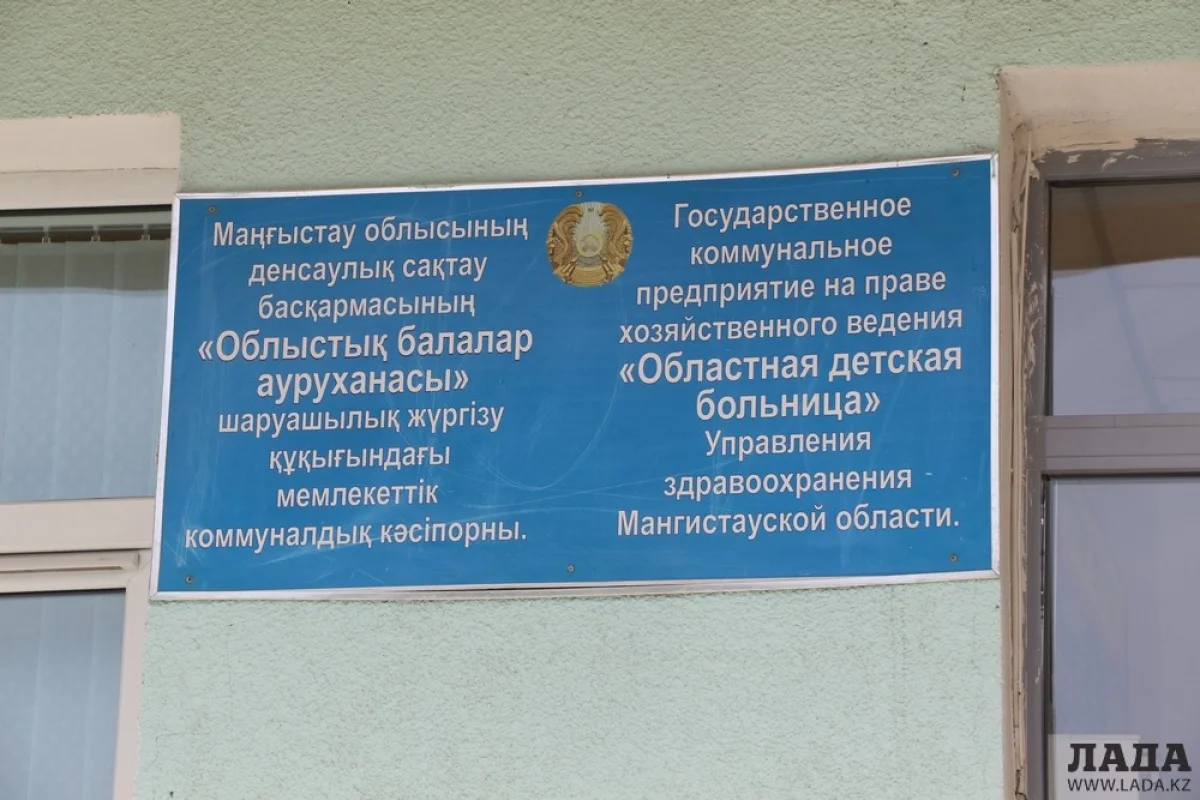 Маңғыстау облысының
денсаулық сақтау
басқармасының
«Облыстық балалар
ауруханасы»
шаруашылық жүргізу
құқығындағы
мемлекеттік
коммуналдық кәсіпорны.
Государственное
коммунальное
предприятие на праве
хозяйственного ведения
«Областная детская
больница»
Управления
здравоохранения
Мангистауской области.
ЛАДА
WWW.LADA.KZ